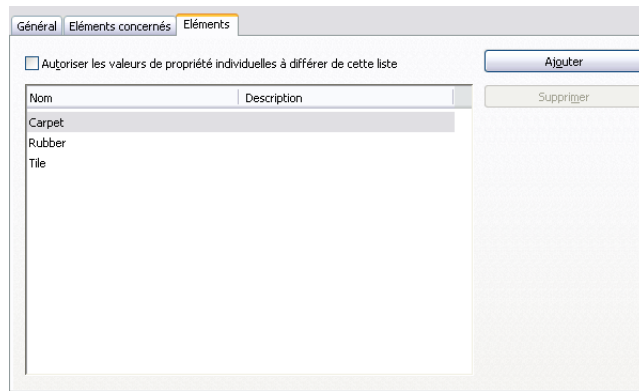 Général Eléments concernés Eléments
Autoriser les valeurs de propriété individuelles à différer de cette liste
Ajouter
Nom Description
Supprimer
Carpet
Rubber
Tile